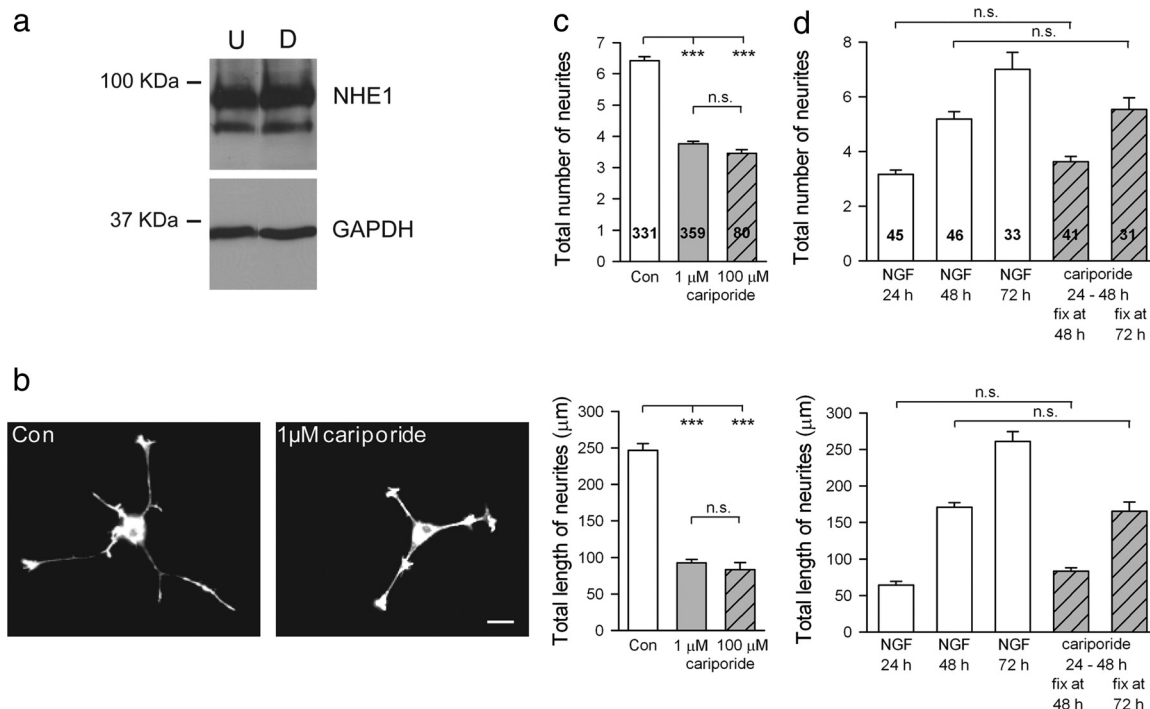 a
U D
100 KDa
NHE1
37 KDa
GAPDH
b
Con
1μM cariporide
c
Total number of neurites
7
6
5
4
3
2
1
0
*** ***
n.s.
331 359 80
Con 1 μM 100 μM
cariporide
Total length of neurites (μm)
300
250
200
150
100
50
0
*** ***
n.s.
Con 1 μM 100 μM
cariporide
d
Total number of neurites
8
6
4
2
0
n.s.
n.s.
45 46 33 41 31
NGF NGF NGF cariporide
24 h 48 h 72 h 24 - 48h
fix at fix at
48 h 72 h
Total length of neurites (μm)
300
250
200
150
100
50
0
n.s.
n.s.
NGF NGF NGF cariporide
24 h 48 h 72 h 24 - 48h
fix at fix at
48 h 72 h